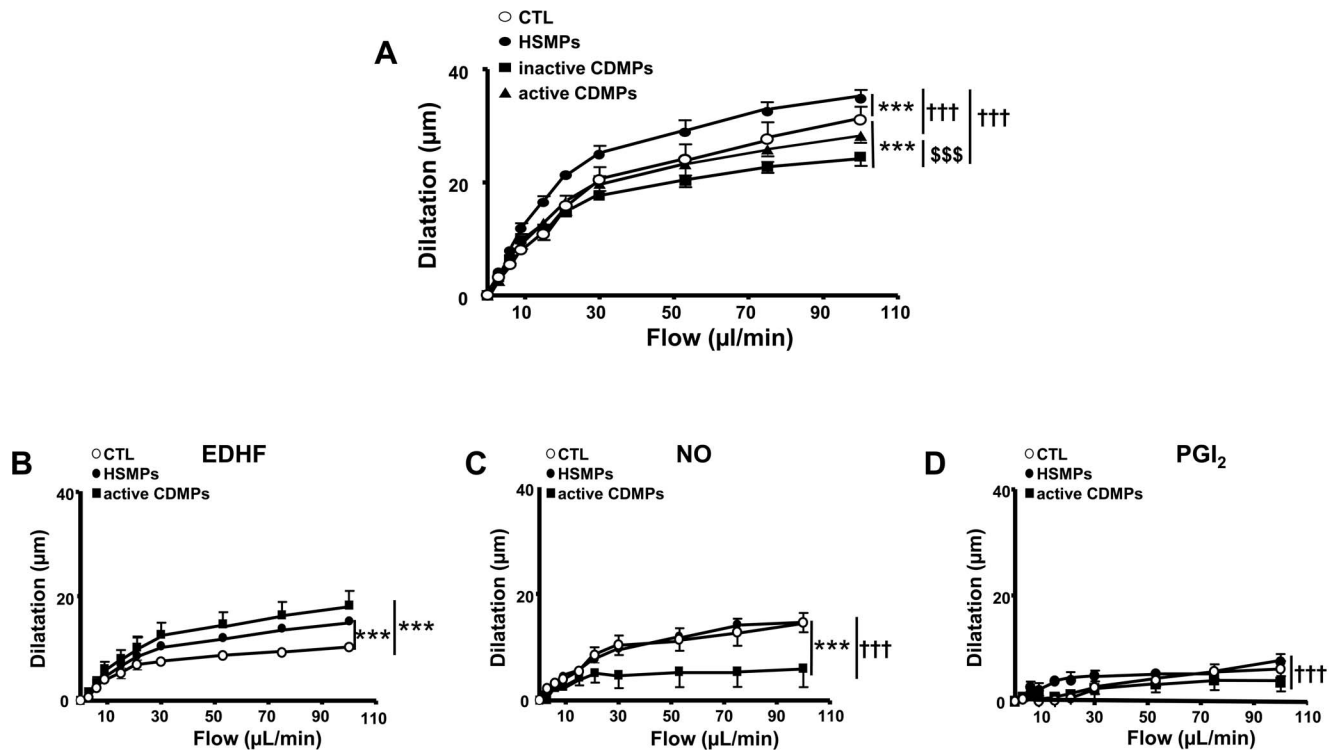 A
CTL
HSMPs
inactive CDMPs
active CDMPs
Dilatation (µm)
40
20
0
10 30 50 70 90 110
Flow (µl/min)
*** ††† †††
*** $$$
B
EDHF
CTL
HSMPs
active CDMPs
Dilatation (µm)
40
20
0
10 30 50 70 90 110
Flow (µL/min)
*** ***
C
NO
CTL
HSMPs
active CDMPs
Dilatation (µm)
40
20
0
10 30 50 70 90 110
Flow (µL/min)
*** †††
D
PGI₂
CTL
HSMPs
active CDMPs
Dilatation (µm)
40
20
0
10 30 50 70 90 110
Flow (µL/min)
†††